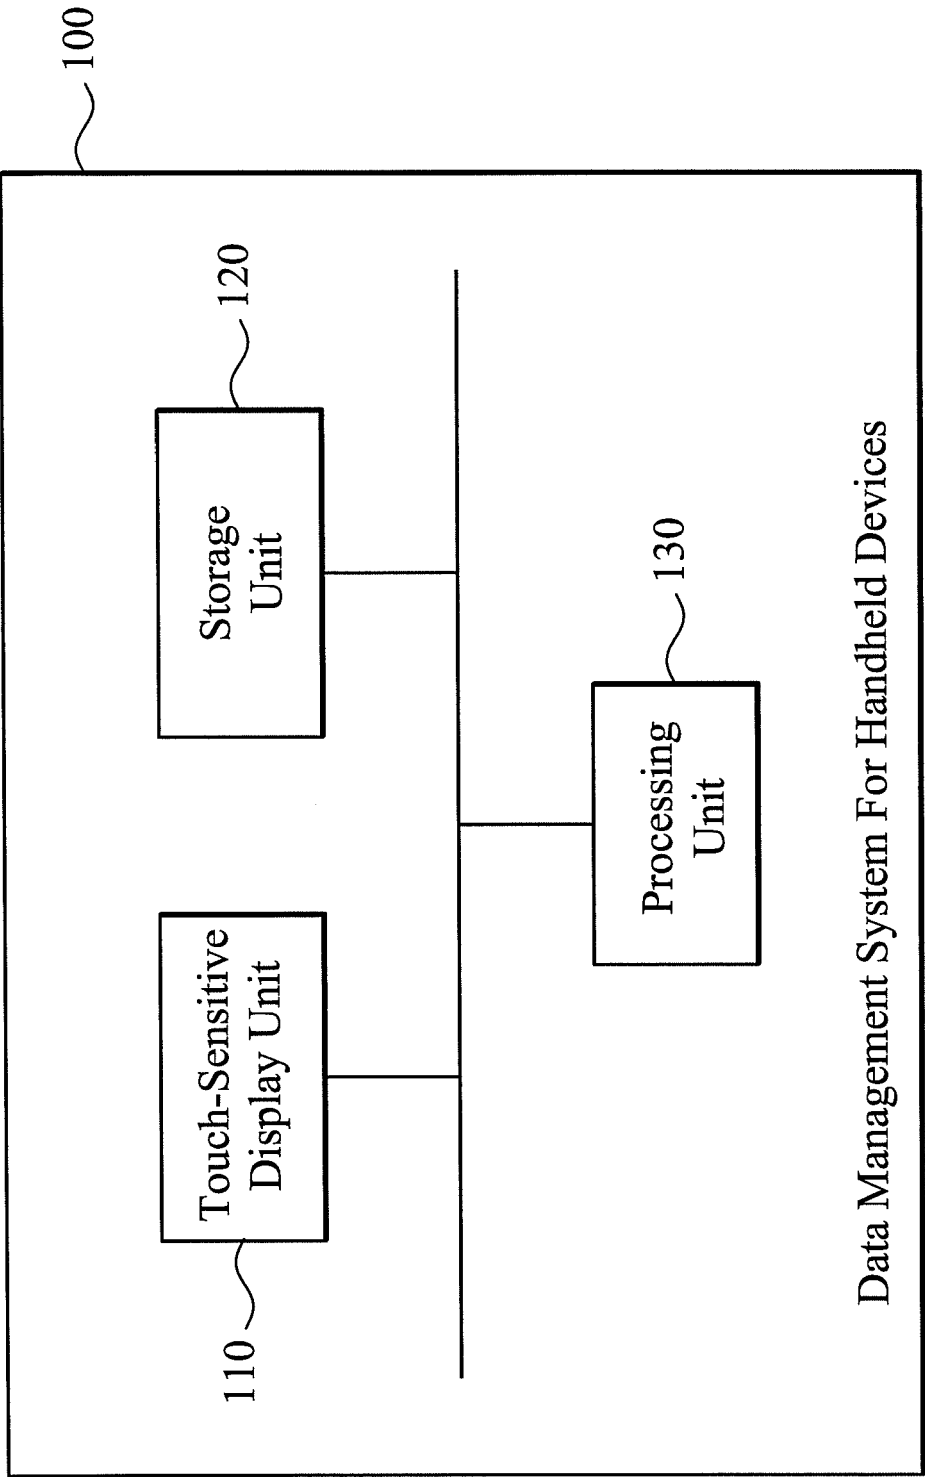 100
110
Touch-Sensitive
Display Unit
Storage
Unit
120
Processing
Unit
130
Data Management System For Handheld Devices